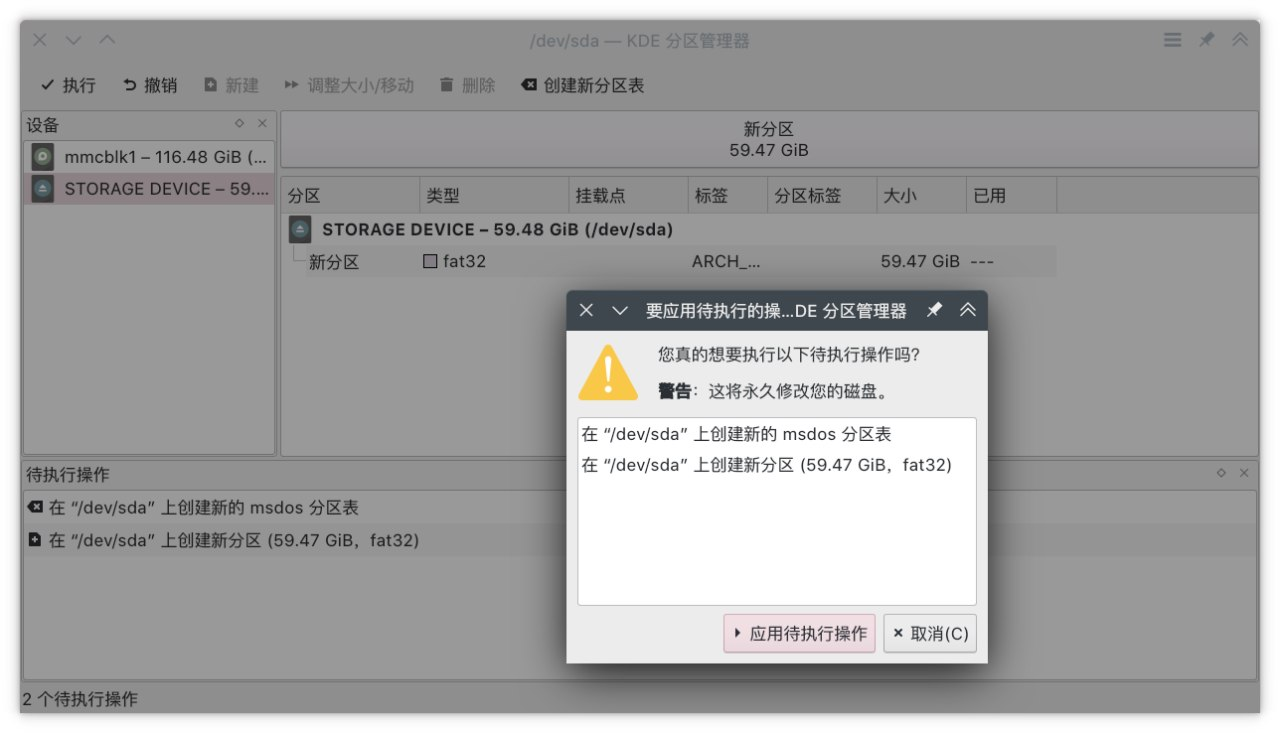 /dev/sda — KDE 分区管理器
执行 撤销 新建 调整大小/移动 删除 创建新分区表
设备
mmcblk1 – 116.48 GiB (...
STORAGE DEVICE – 59....
新分区
59.47 GiB
分区 类型 挂载点 标签 分区标签 大小 已用
STORAGE DEVICE – 59.48 GiB (/dev/sda)
新分区 fat32 ARCH_... 59.47 GiB ---
要应用待执行的操...DE 分区管理器
您真的想要执行以下待执行操作吗?
警告：这将永久修改您的磁盘。
在 “/dev/sda” 上创建新的 msdos 分区表
在 “/dev/sda” 上创建新分区 (59.47 GiB，fat32)
应用待执行操作 取消(C)
待执行操作
在 “/dev/sda” 上创建新的 msdos 分区表
在 “/dev/sda” 上创建新分区 (59.47 GiB，fat32)
2 个待执行操作